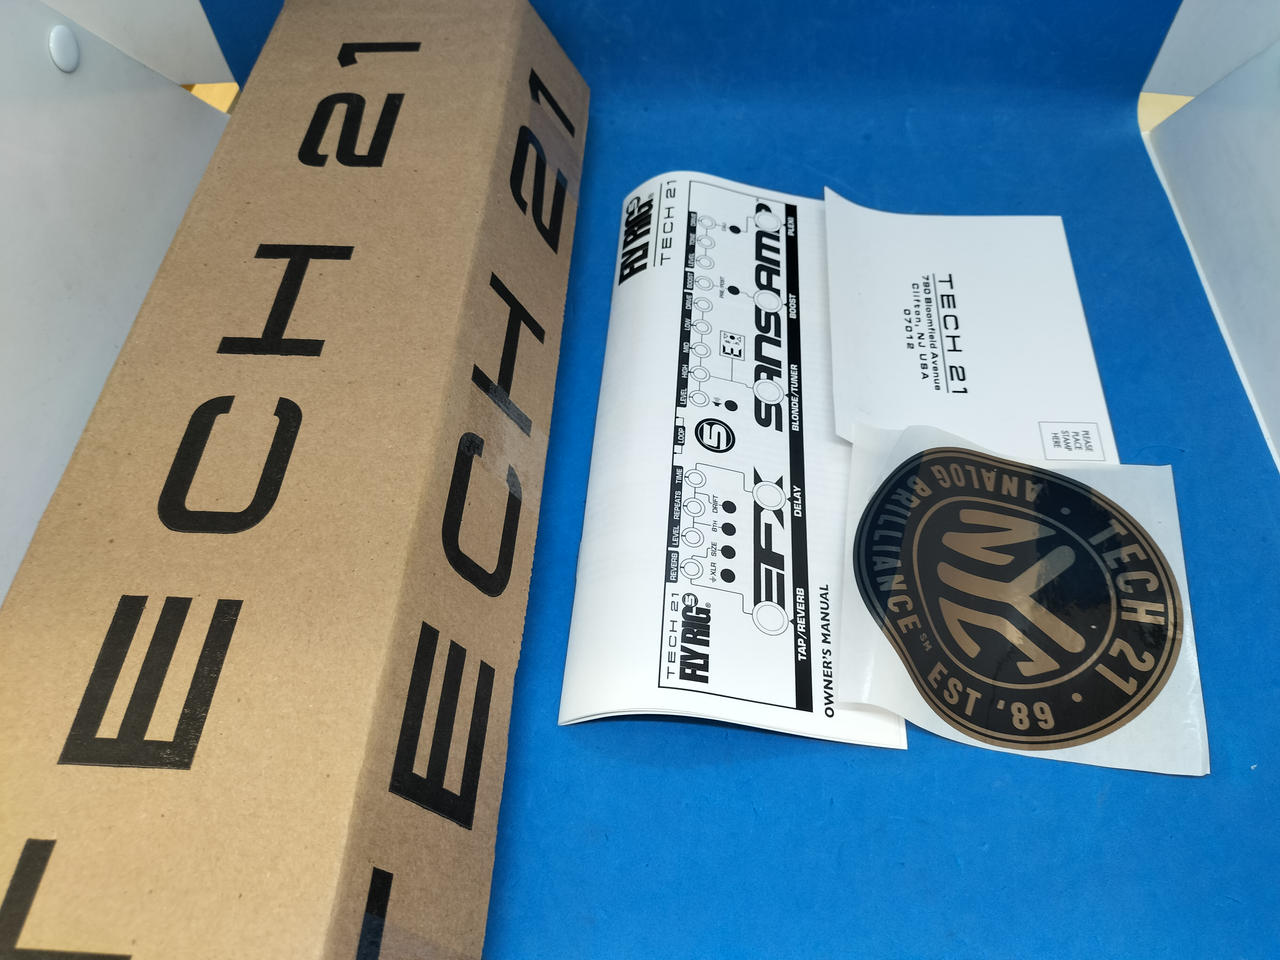 TECH 21
TECH 21
FLY RIG®
TECH 21
TECH 21
FLY RIG 5®
REVERB
LEVEL
REPEATS
TIME
LOOP
LEVEL
HIGH
MID
LOW
DRIVE
BOOST
LEVEL
TONE
DRIVE
XLR
SIZE
8TH
DRIFT
PRE-POST
E
5
EFX
SANSAMP
TAP/REVERB
DELAY
BLONDE/TUNER
BOOST
PLEXI
OWNER'S MANUAL
TECH 21
790 Bloomfield Avenue
Clifton, NJ USA
07012
PLEASE
PLACE
STAMP
HERE
ANALOG BRILLIANCE SM
TECH 21
NYC
EST. '89